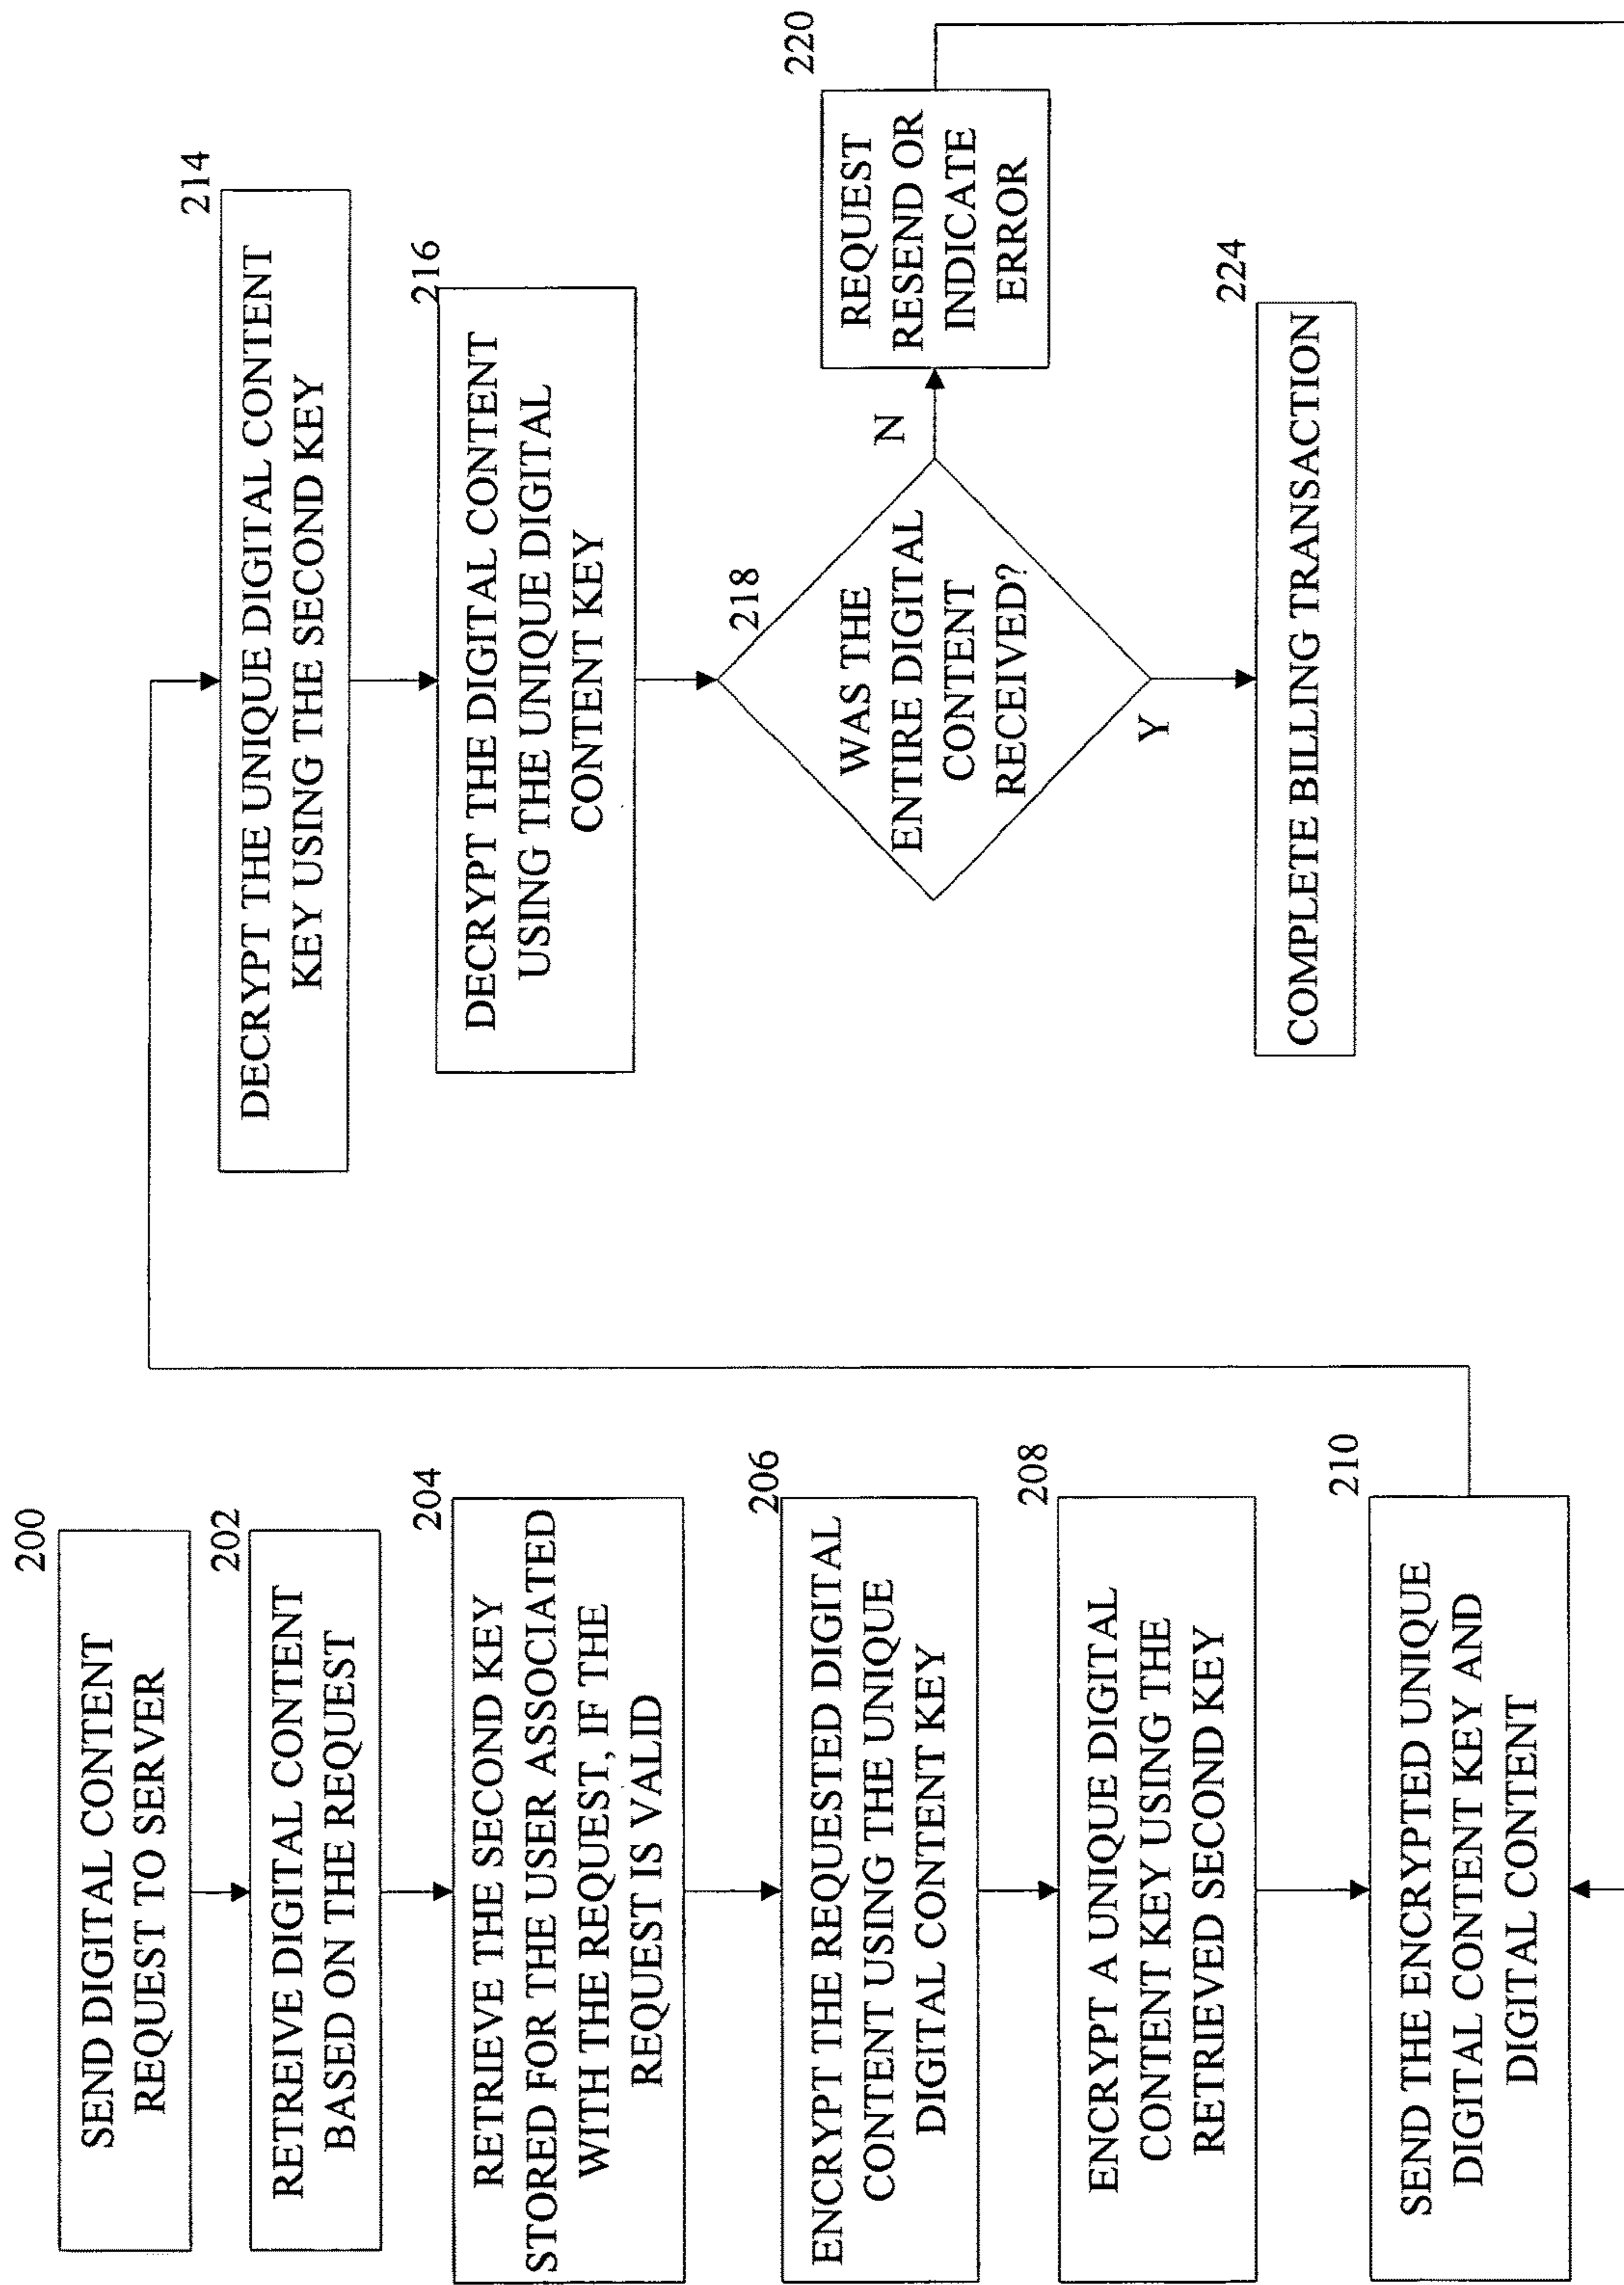 200
SEND DIGITAL CONTENT
REQUEST TO SERVER
202
RETREIVE DIGITAL CONTENT
BASED ON THE REQUEST
204
RETRIEVE THE SECOND KEY
STORED FOR THE USER ASSOCIATED
WITH THE REQUEST, IF THE
REQUEST IS VALID
206
ENCRYPT THE REQUESTED DIGITAL
CONTENT USING THE UNIQUE
DIGITAL CONTENT KEY
208
ENCRYPT A UNIQUE DIGITAL
CONTENT KEY USING THE
RETRIEVED SECOND KEY
210
SEND THE ENCRYPTED UNIQUE
DIGITAL CONTENT KEY AND
DIGITAL CONTENT
214
DECRYPT THE UNIQUE DIGITAL CONTENT
KEY USING THE SECOND KEY
216
DECRYPT THE DIGITAL CONTENT
USING THE UNIQUE DIGITAL
CONTENT KEY
218
WAS THE
ENTIRE DIGITAL
CONTENT
RECEIVED?
N
Y
220
REQUEST
RESEND OR
INDICATE
ERROR
224
COMPLETE BILLING TRANSACTION